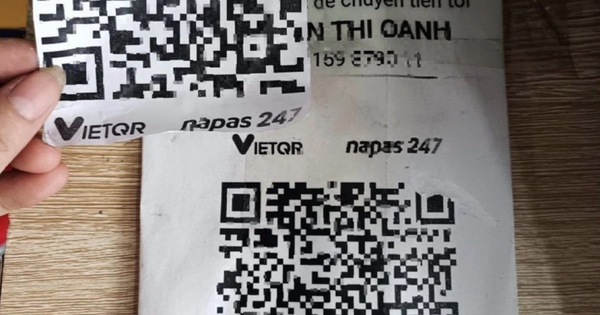 để chuyển tiền tới
N THI OANH
VIETQR napas 247
VIETQR napas 247